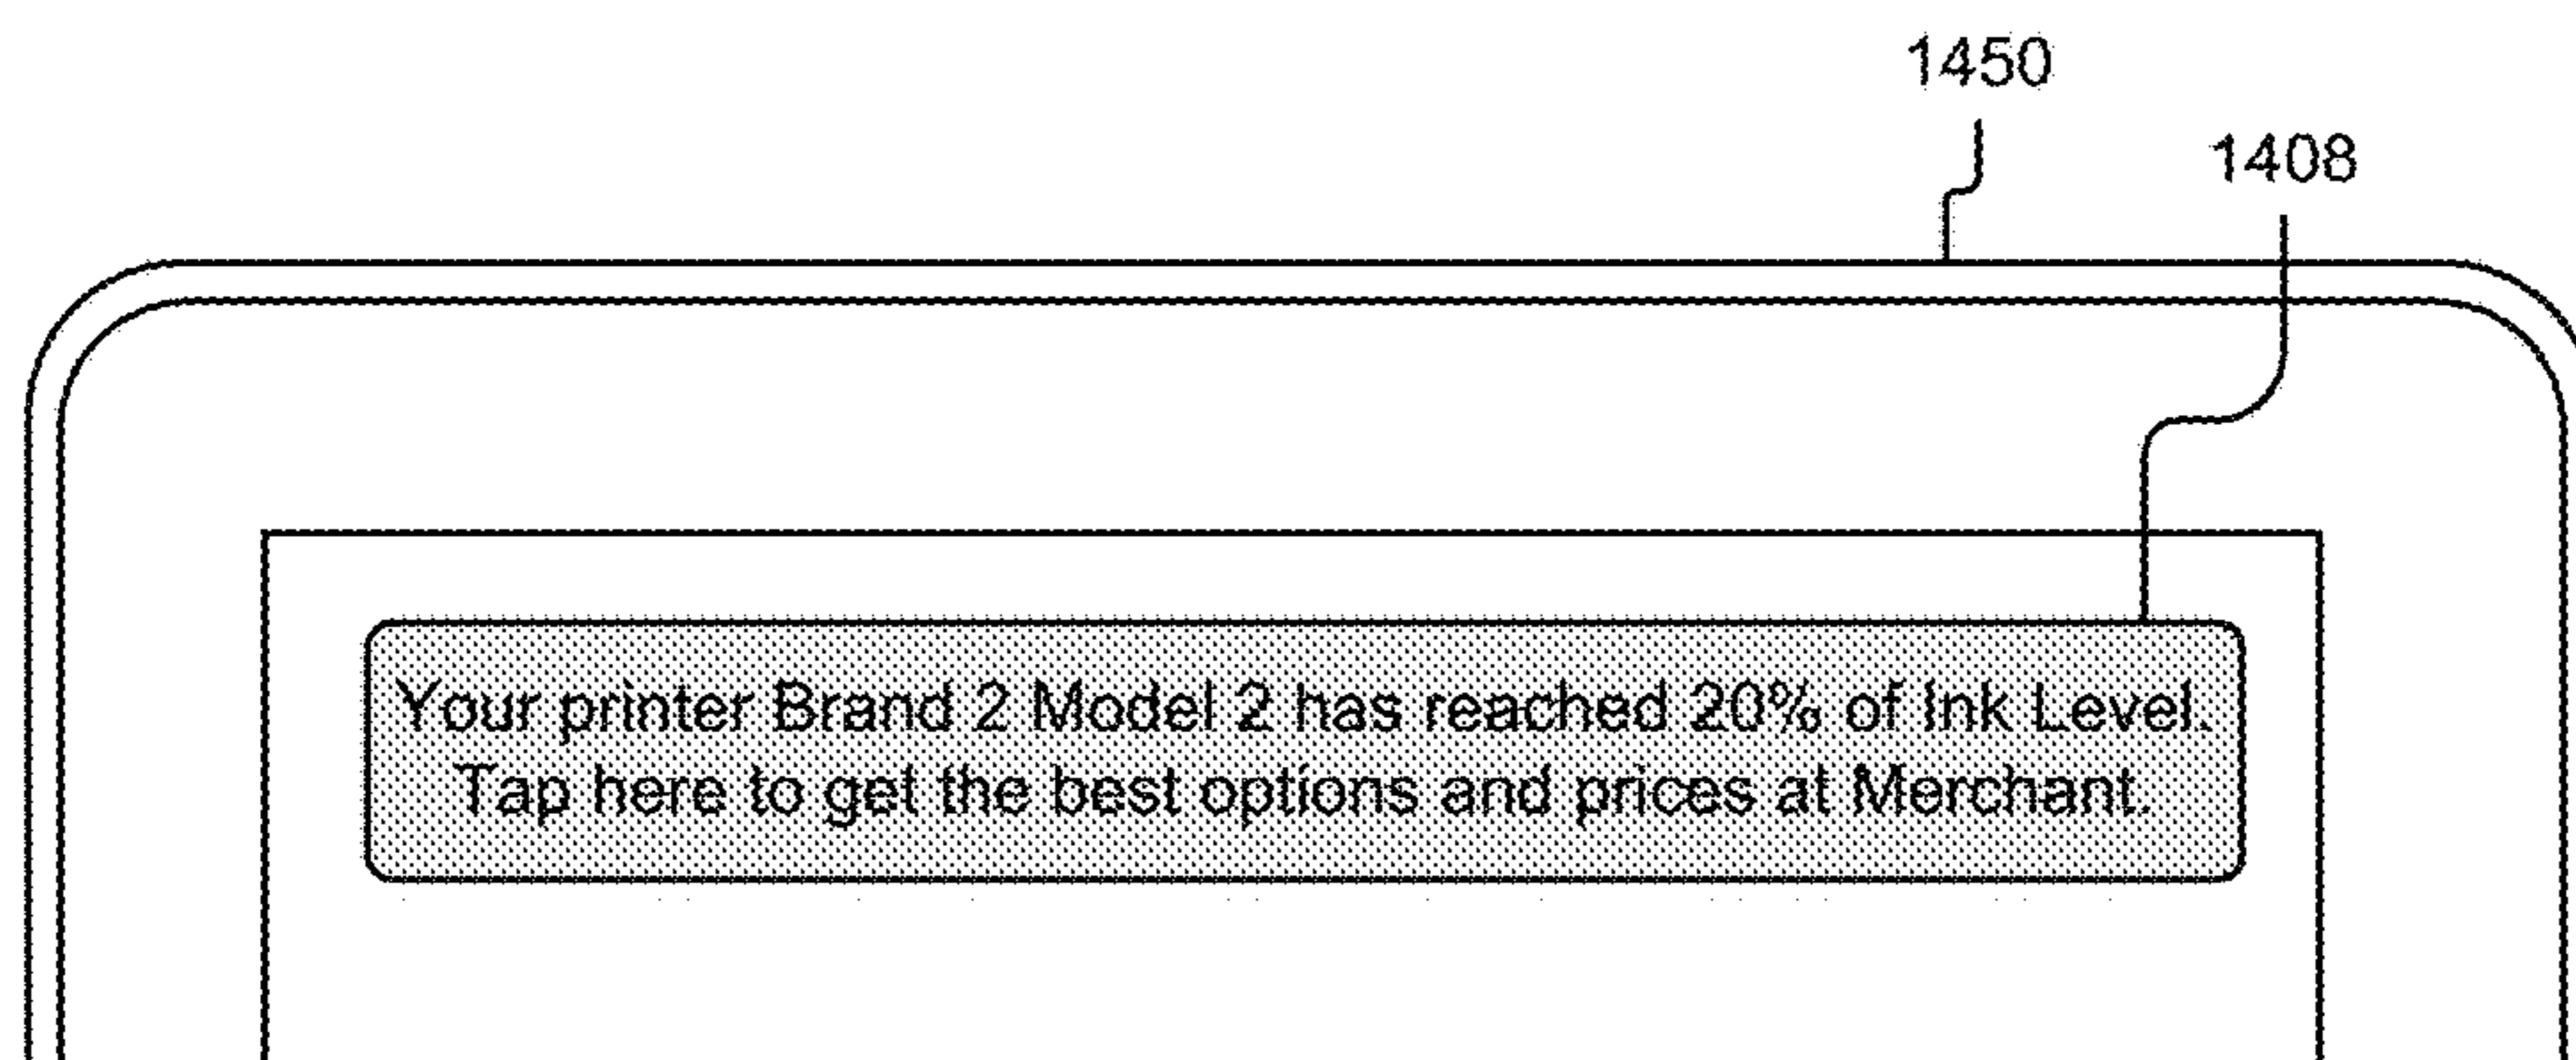 1450
1408
Your printer Brand 2 Model 2 has reached 20% of Ink Level.
Tap here to get the best options and prices at Merchant.